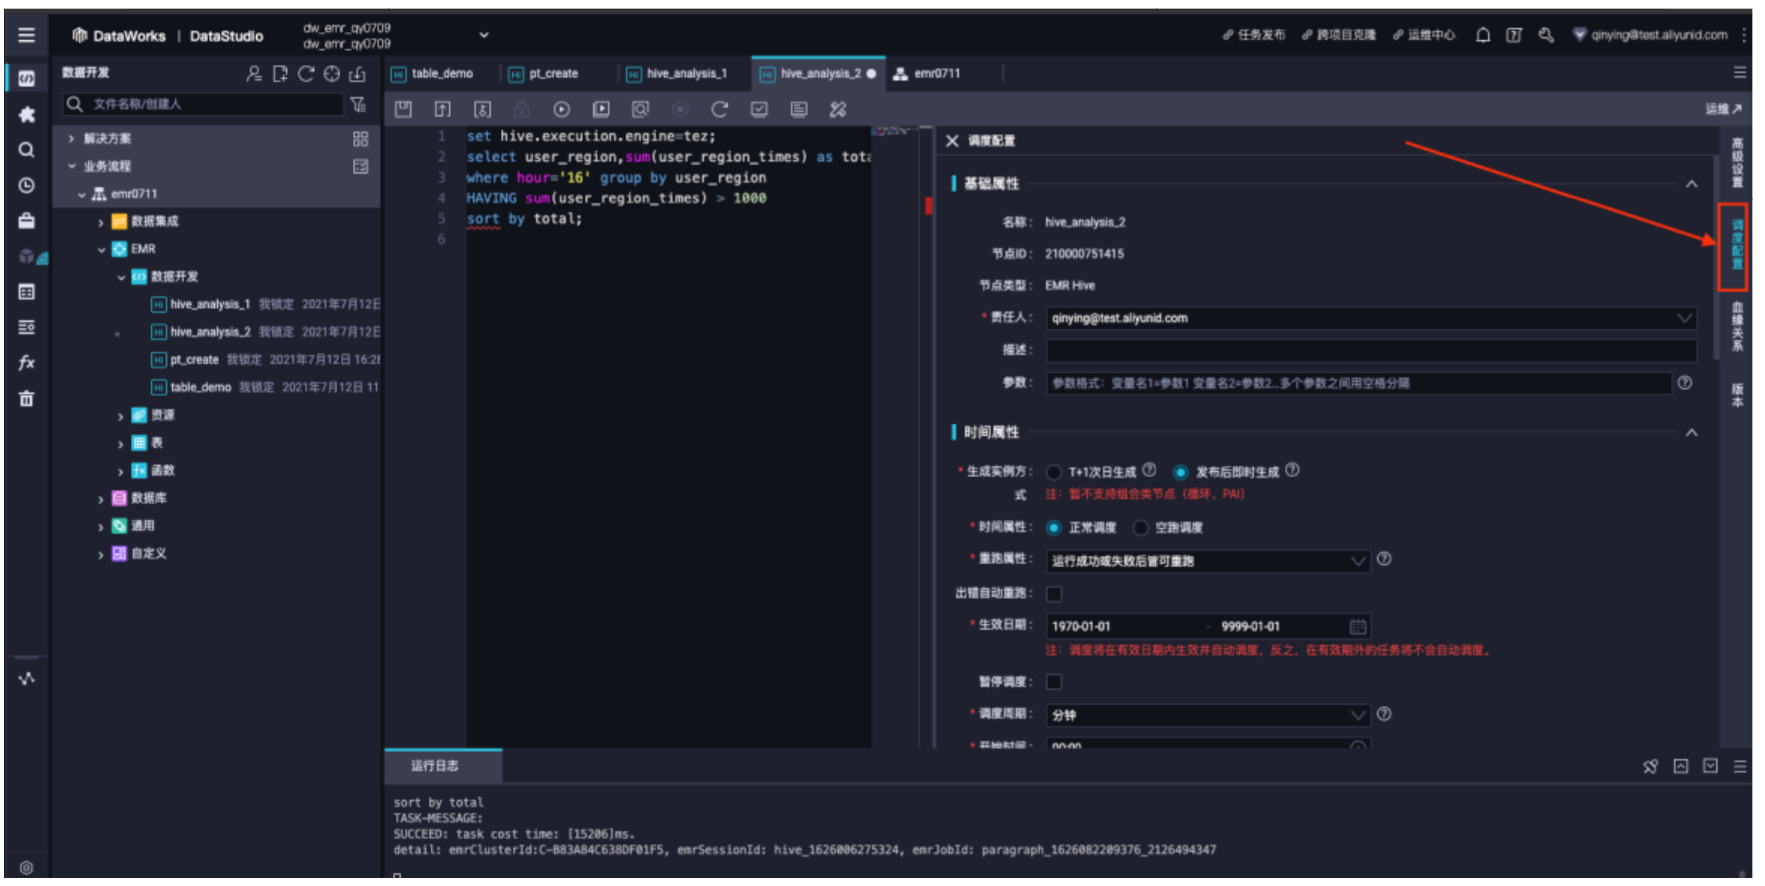 DataWorks | DataStudio
dw_emr_qy0709
dw_emr_qy0709
任务发布
跨项目克隆
运维中心
qinying@test.aliyunid.com
数据开发
table_demo
pt_create
hive_analysis_1
hive_analysis_2
emr0711
文件名称/创建人
运维
解决方案
业务流程
emr0711
数据集成
EMR
数据开发
hive_analysis_1 我锁定 2021年7月12日
hive_analysis_2 我锁定 2021年7月12日
pt_create 我锁定 2021年7月12日 16:28
table_demo 我锁定 2021年7月12日 11
资源
表
函数
数据库
通用
自定义
1 set hive.execution.engine=tez;
2 select user_region,sum(user_region_times) as tota
3 where hour='16' group by user_region
4 HAVING sum(user_region_times) > 1000
5 sort by total;
6
调度配置
基础属性
名称： hive_analysis_2
节点ID： 210000751415
节点类型： EMR Hive
* 责任人： qinying@test.aliyunid.com
描述：
参数： 参数格式：变量名1=参数1 变量名2=参数2...多个参数之间用空格分隔
时间属性
* 生成实例方式： T+1次日生成 发布后即时生成
注：暂不支持组合类节点（循环、PAI）
* 时间属性： 正常调度 空跑调度
* 重跑属性： 运行成功或失败后皆可重跑
出错自动重跑：
* 生效日期： 1970-01-01 - 9999-01-01
注：调度将在有效日期内生效并自动调度，反之，在有效期外的任务将不会自动调度。
暂停调度：
* 调度周期： 分钟
* 开始时间： 00:00
高级设置
调度配置
血缘关系
版本
运行日志
sort by total
TASK-MESSAGE:
SUCCEED: task cost time: [15206]ms.
detail: emrClusterId:C-B83A84C638DF01F5, emrSessionId: hive_1626006275324, emrJobId: paragraph_1626082209376_2126494347